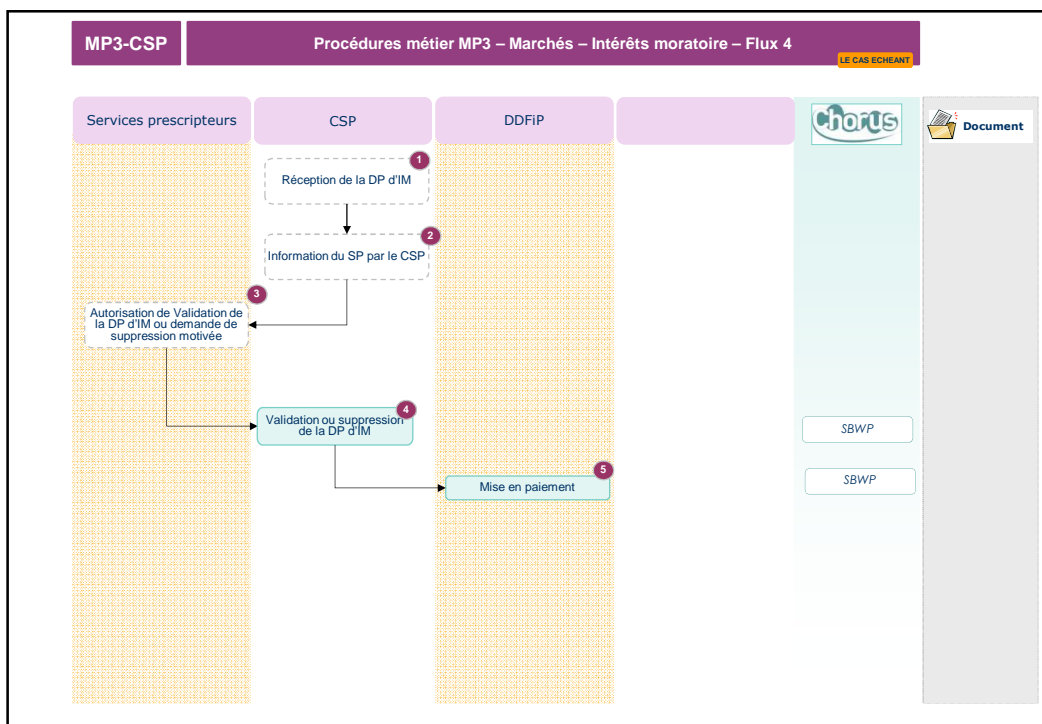 MP3-CSP
Procédures métier MP3 – Marchés – Intérêts moratoire – Flux 4
LE CAS ECHEANT
Services prescripteurs
CSP
DDFiP
Chorus
Document
1
Réception de la DP d'IM
2
Information du SP par le CSP
3
Autorisation de Validation de
la DP d'IM ou demande de
suppression motivée
4
Validation ou suppression
de la DP d'IM
SBWP
5
Mise en paiement
SBWP